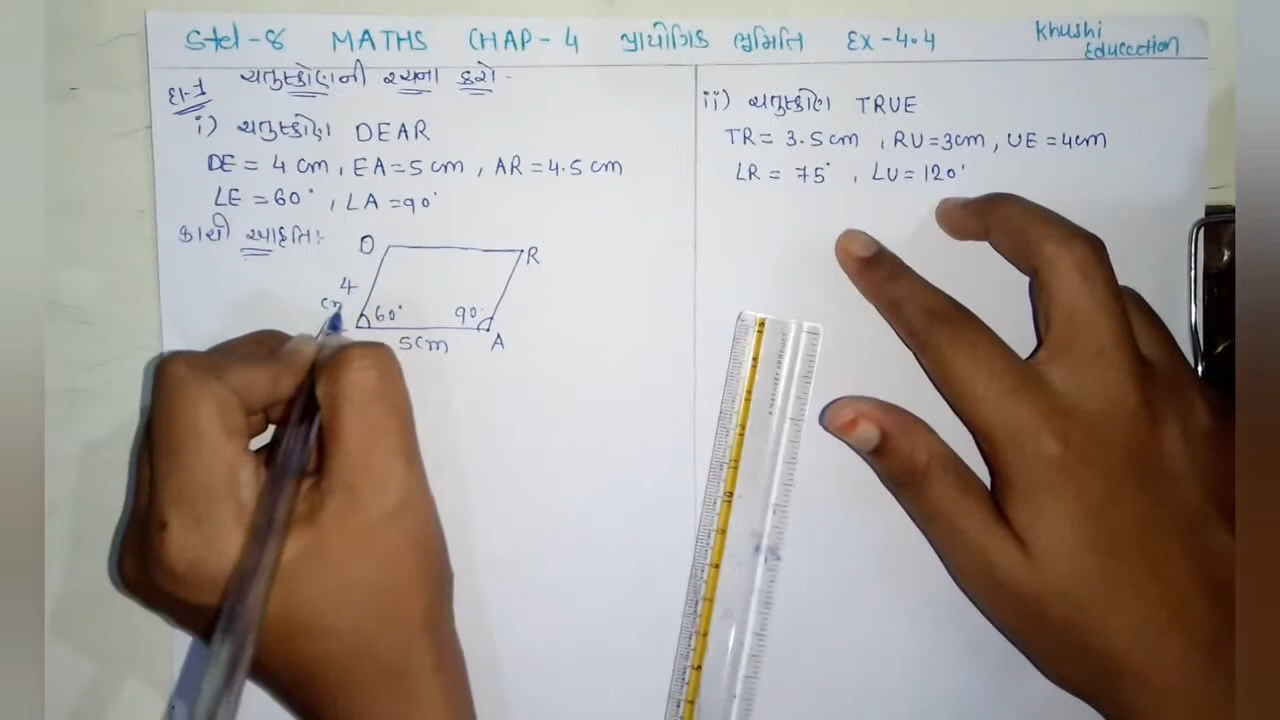 Std-8 MATHS CHAP-4 પ્રાયોગિક ભૂમિતિ Ex-4.4
Khushi
Education
દા-1 ચતુષ્કોણની રચના કરો-
i) ચતુષ્કોણ DEAR
DE = 4 cm, EA = 5 cm, AR = 4.5 cm
∠E = 60°, ∠A = 90°
કાચી આકૃતિ:-
D
R
4
cm
60°
90°
5cm
A
ii) ચતુષ્કોણ TRUE
TR = 3.5 cm, RU = 3cm, UE = 4cm
∠R = 75°, ∠U = 120°